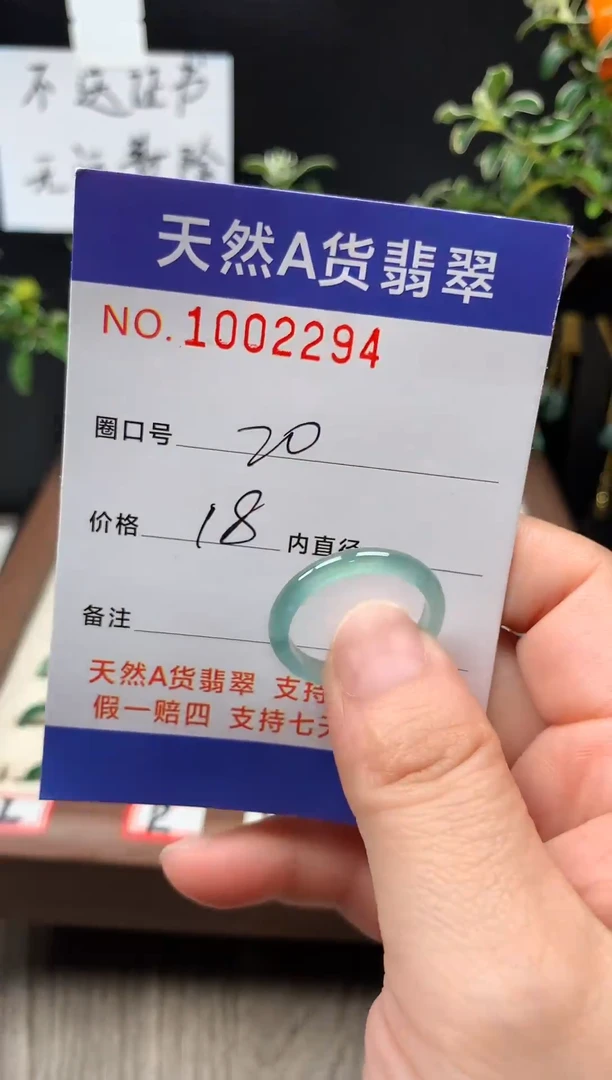 不送证书
天然A货翡翠
NO. 1002294
圈口号 20
价格 18 内直径
备注
天然A货翡翠 支持
假一赔四 支持七天